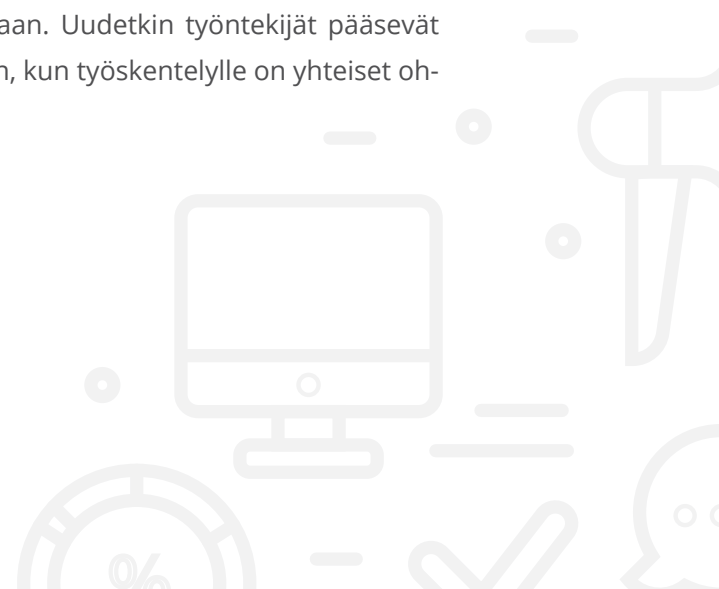 aan. Uudetkin työntekijät pääsevät
, kun työskentelylle on yhteiset oh-
%